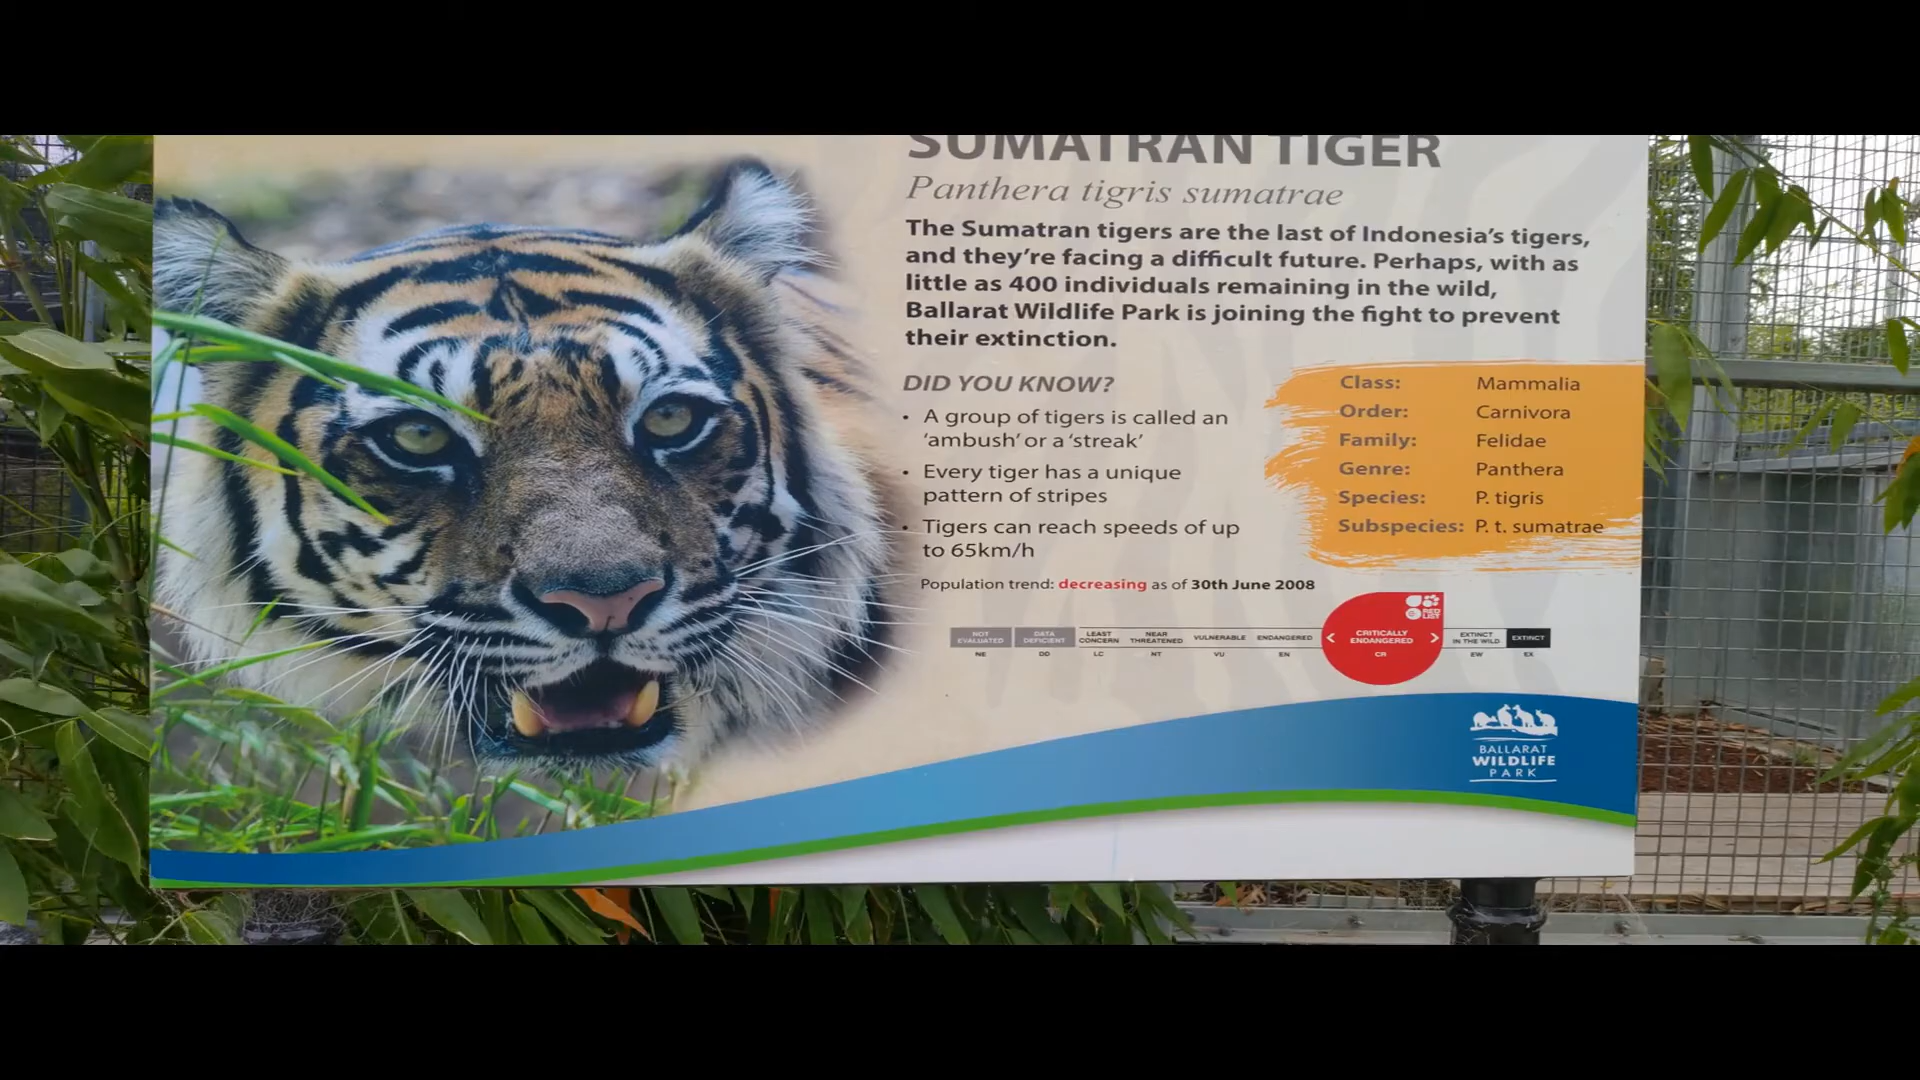 SUMATRAN TIGER
Panthera tigris sumatrae
The Sumatran tigers are the last of Indonesia's tigers,
and they're facing a difficult future. Perhaps, with as
little as 400 individuals remaining in the wild,
Ballarat Wildlife Park is joining the fight to prevent
their extinction.
DID YOU KNOW?
• A group of tigers is called an
'ambush' or a 'streak'
• Every tiger has a unique
pattern of stripes
• Tigers can reach speeds of up
to 65km/h
Class: Mammalia
Order: Carnivora
Family: Felidae
Genre: Panthera
Species: P. tigris
Subspecies: P. t. sumatrae
Population trend: decreasing as of 30th June 2008
RED
LIST
NOT EVALUATED
NE
DATA DEFICIENT
DD
LEAST CONCERN
LC
NEAR THREATENED
NT
VULNERABLE
VU
ENDANGERED
EN
< CRITICALLY ENDANGERED >
CR
EXTINCT IN THE WILD
EW
EXTINCT
EX
BALLARAT
WILDLIFE
PARK